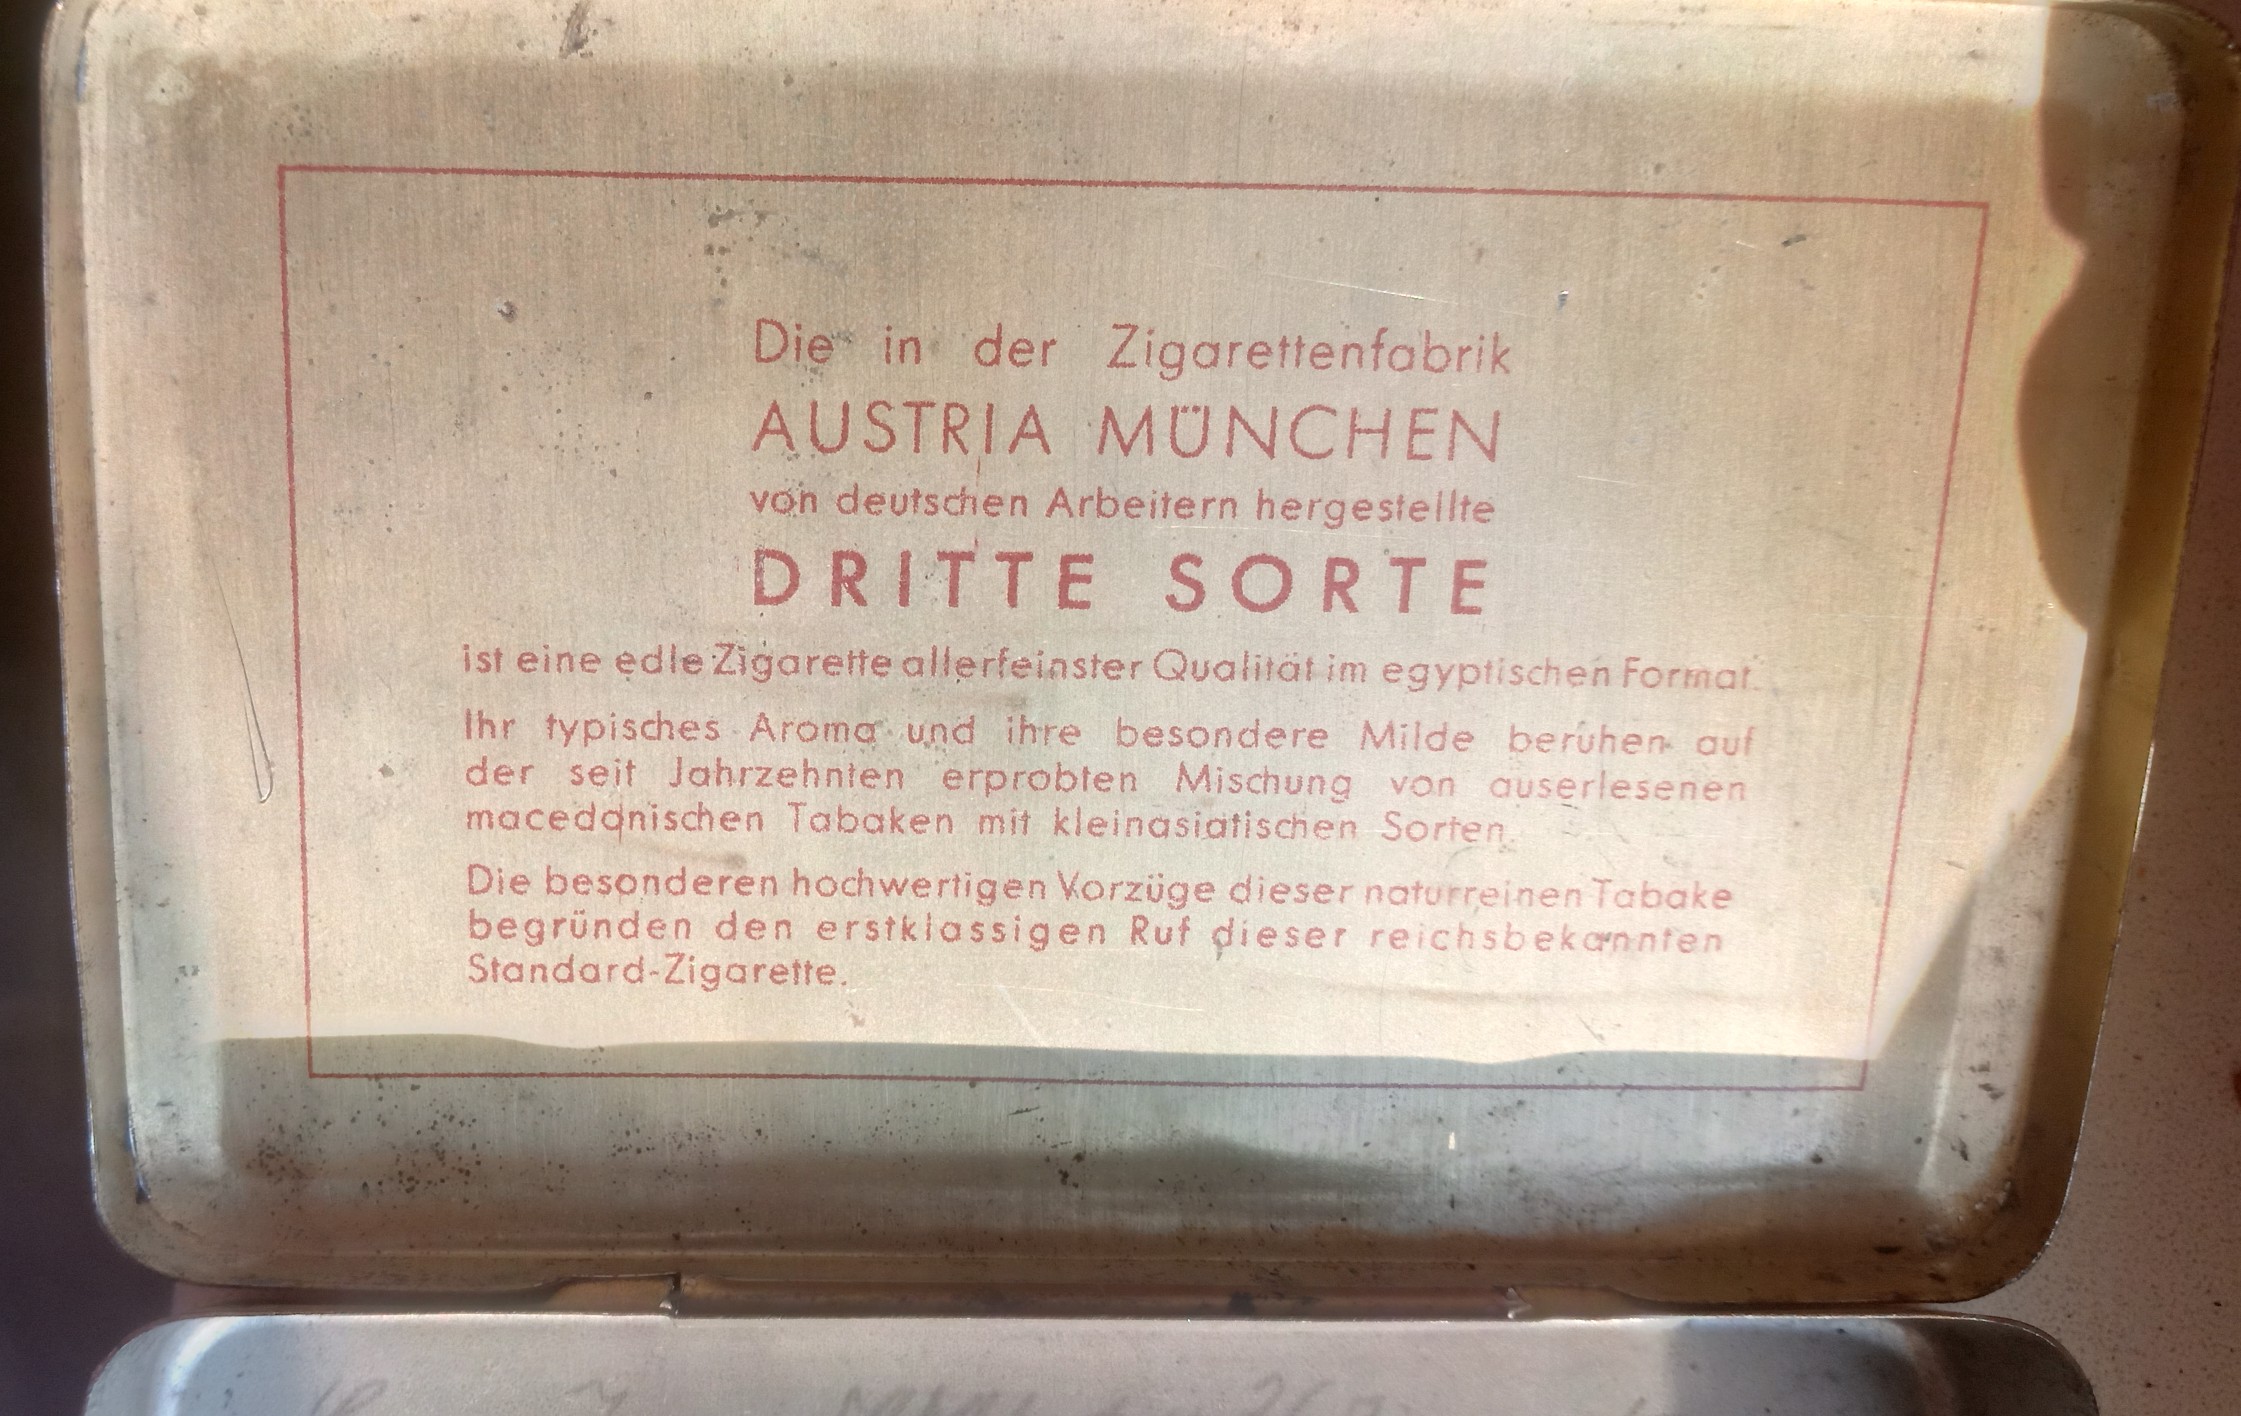 Die in der Zigarettenfabrik
AUSTRIA MÜNCHEN
von deutschen Arbeitern hergestellte
DRITTE SORTE
ist eine edle Zigarette allerfeinster Qualität im egyptischen Format.
Ihr typisches Aroma und ihre besondere Milde beruhen auf
der seit Jahrzehnten erprobten Mischung von auserlesenen
macedonischen Tabaken mit kleinasiatischen Sorten.
Die besonderen hochwertigen Vorzüge dieser naturreinen Tabake
begründen den erstklassigen Ruf dieser reichsbekannten
Standard-Zigarette.